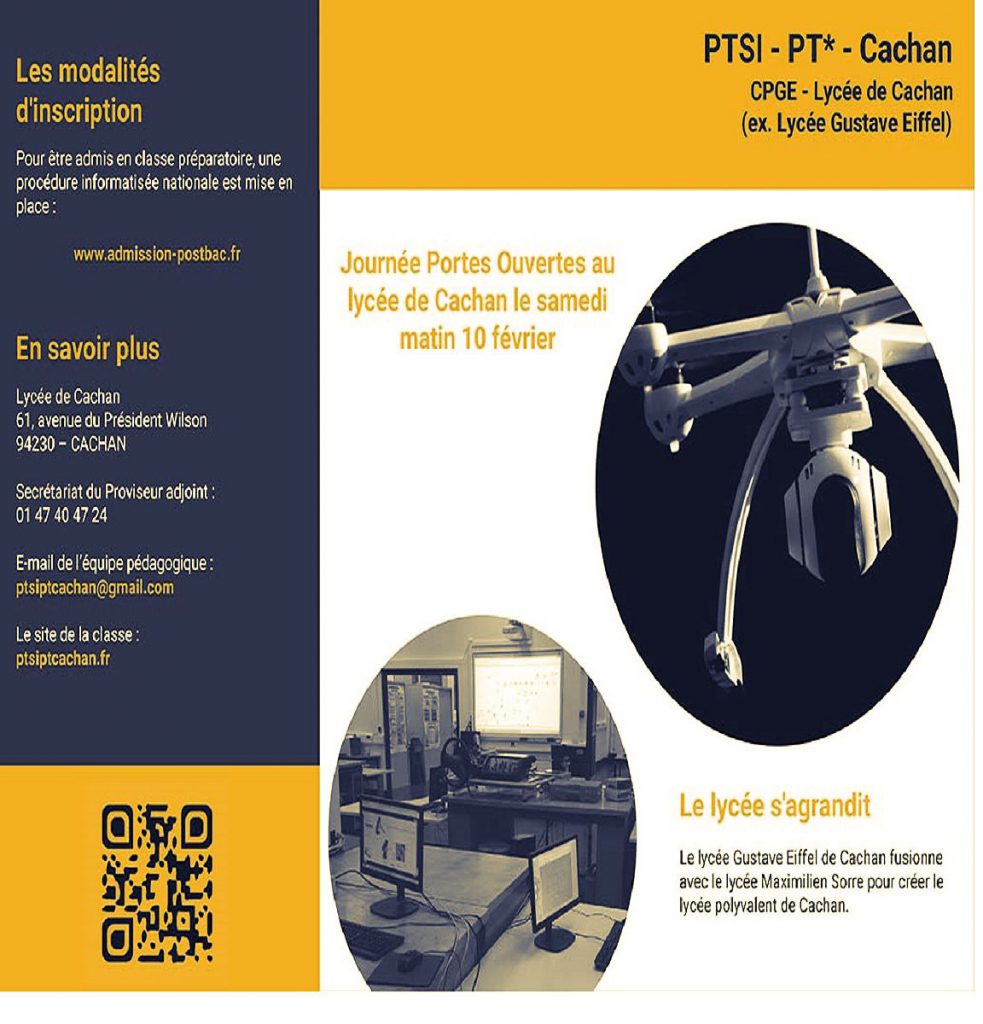 Les modalités
d'inscription
Pour être admis en classe préparatoire, une
procédure informatisée nationale est mise en
place :
www.admission-postbac.fr
En savoir plus
Lycée de Cachan
61, avenue du Président Wilson
94230 – CACHAN
Secrétariat du Proviseur adjoint :
01 47 40 47 24
E-mail de l'équipe pédagogique :
ptsiptcachan@gmail.com
Le site de la classe :
ptsiptcachan.fr
PTSI - PT* - Cachan
CPGE - Lycée de Cachan
(ex. Lycée Gustave Eiffel)
Journée Portes Ouvertes au
lycée de Cachan le samedi
matin 10 février
Le lycée s'agrandit
Le lycée Gustave Eiffel de Cachan fusionne
avec le lycée Maximilien Sorre pour créer le
lycée polyvalent de Cachan.